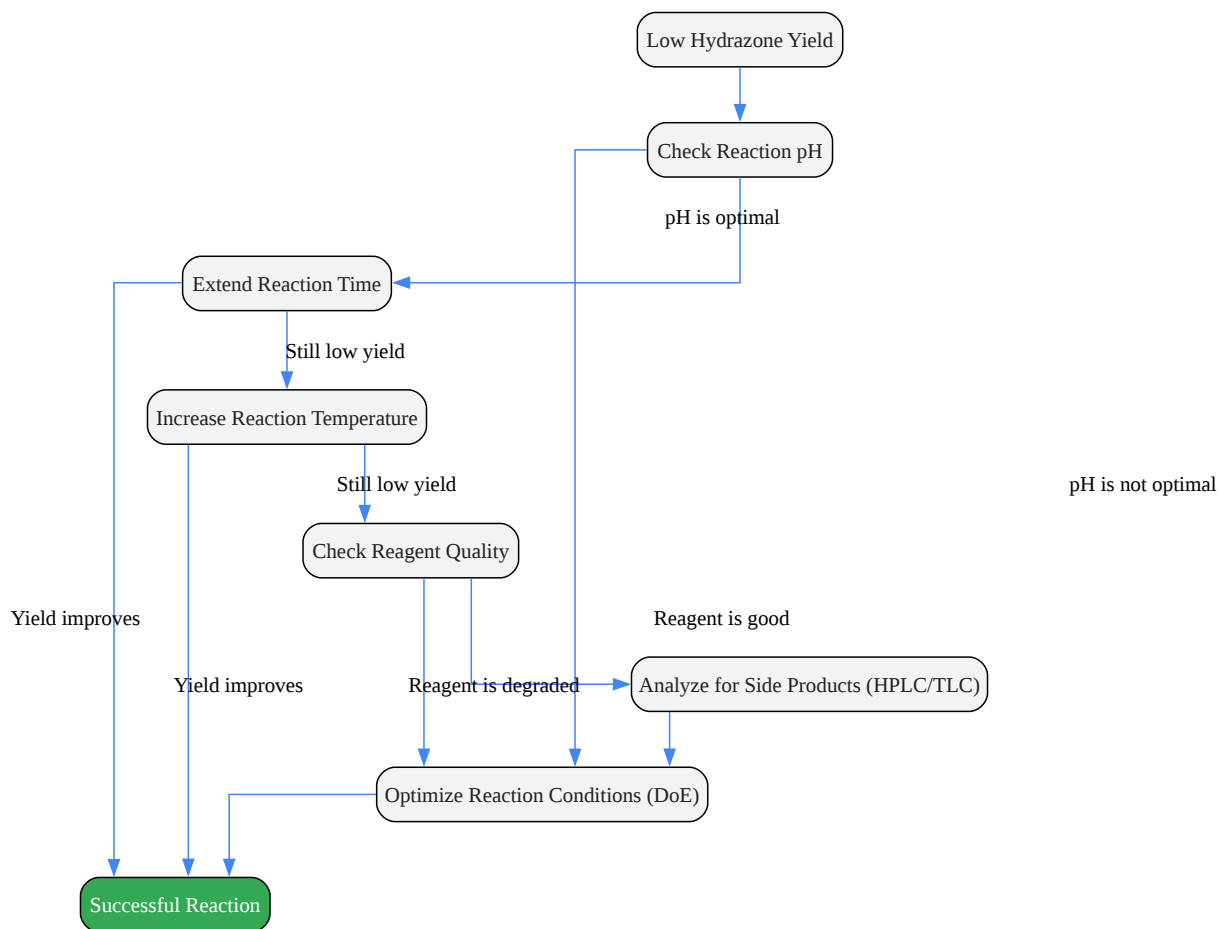 Low Hydrazone Yield
Check Reaction pH
pH is optimal
Extend Reaction Time
Still low yield
Increase Reaction Temperature
Still low yield
pH is not optimal
Check Reagent Quality
Yield improves
Reagent is good
Yield improves
Reagent is degraded
Analyze for Side Products (HPLC/TLC)
Optimize Reaction Conditions (DoE)
Successful Reaction